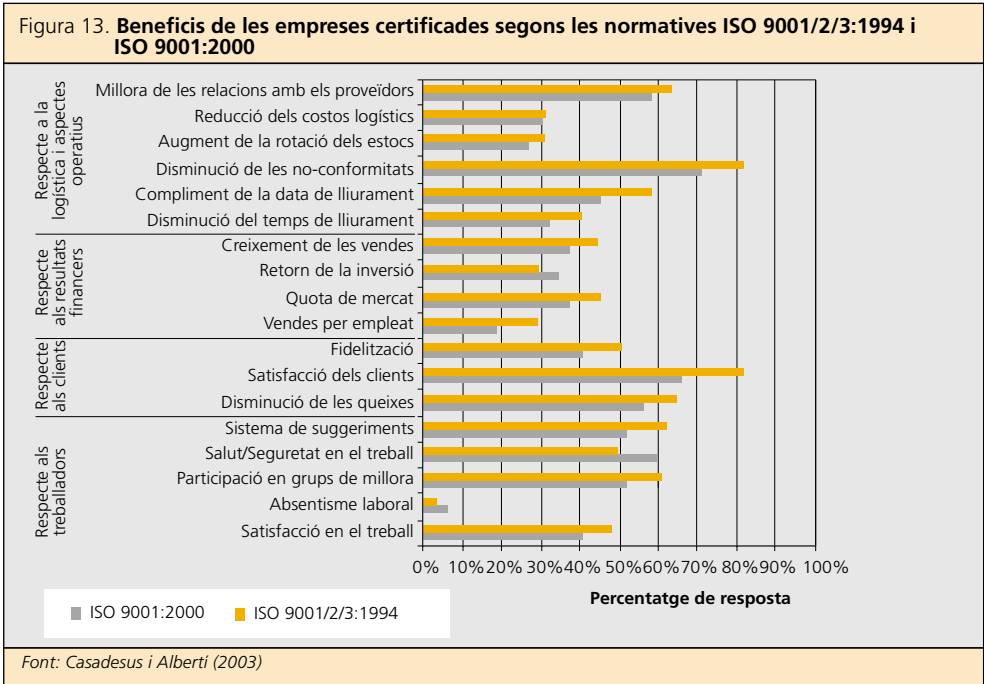 Figura 13. Beneficis de les empreses certificades segons les normatives ISO 9001/2/3:1994 i
ISO 9001:2000
Respecte a la
logística i aspectes
operatius
Millora de les relacions amb els proveïdors
Reducció dels costos logístics
Augment de la rotació dels estocs
Disminució de les no-conformitats
Compliment de la data de lliurament
Disminució del temps de lliurament
Respecte
als resultats
financers
Creixement de les vendes
Retorn de la inversió
Quota de mercat
Vendes per empleat
Respecte
als clients
Fidelització
Satisfacció dels clients
Disminució de les queixes
Respecte als
treballadors
Sistema de suggeriments
Salut/Seguretat en el treball
Participació en grups de millora
Absentisme laboral
Satisfacció en el treball
0% 10% 20% 30% 40% 50% 60% 70% 80% 90% 100%
Percentatge de resposta
ISO 9001:2000 ISO 9001/2/3:1994
Font: Casadesus i Albertí (2003)